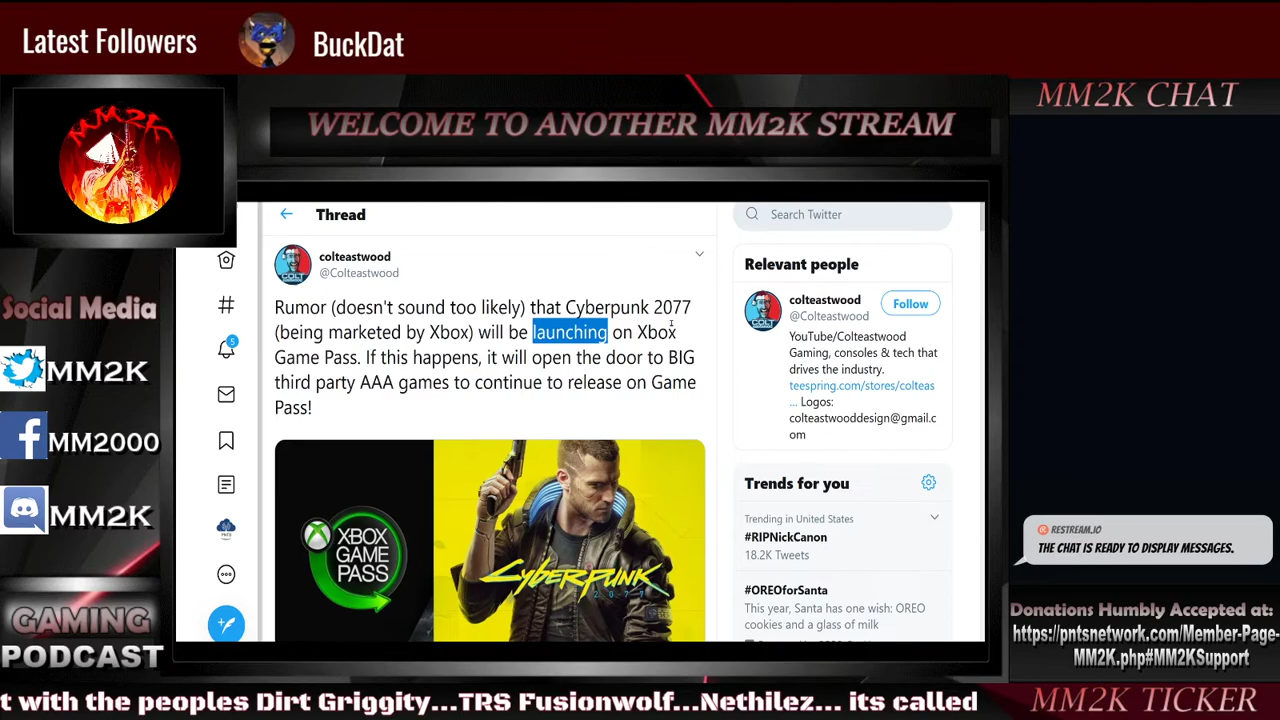 Latest Followers
BuckDat
MM2K
WELCOME TO ANOTHER MM2K STREAM
MM2K CHAT
Thread
Search Twitter
colteastwood
@Colteastwood
Rumor (doesn't sound too likely) that Cyberpunk 2077
(being marketed by Xbox) will be launching on Xbox
Game Pass. If this happens, it will open the door to BIG
third party AAA games to continue to release on Game
Pass!
XBOX
GAME
PASS
Cyberpunk
2077
Relevant people
COLT
colteastwood
@Colteastwood
Follow
YouTube/Colteastwood
Gaming, consoles & tech that
drives the industry.
teespring.com/stores/colteas
... Logos:
colteastwooddesign@gmail.c
om
Trends for you
Trending in United States
#RIPNickCanon
18.2K Tweets
#OREOforSanta
This year, Santa has one wish: OREO
cookies and a glass of milk
5
Social Media
MM2K
MM2000
MM2K
GAMING
PODCAST
RESTREAM.IO
THE CHAT IS READY TO DISPLAY MESSAGES.
Donations Humbly Accepted at:
https://pntsnetwork.com/Member-Page-
MM2K.php#MM2KSupport
t with the peoples Dirt Griggity...TRS Fusionwolf...Nethilez... its called
MM2K TICKER